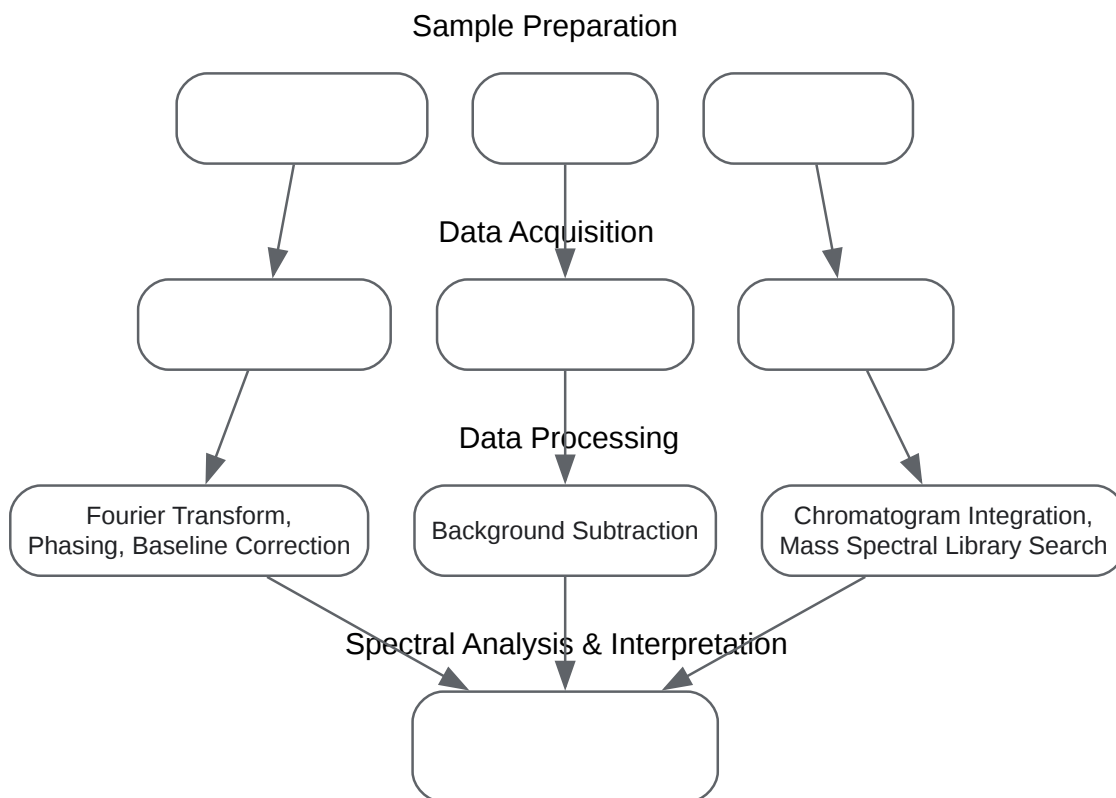 Sample Preparation
Data Acquisition
Data Processing
Fourier Transform,
Phasing, Baseline Correction
Background Subtraction
Chromatogram Integration,
Mass Spectral Library Search
Spectral Analysis & Interpretation